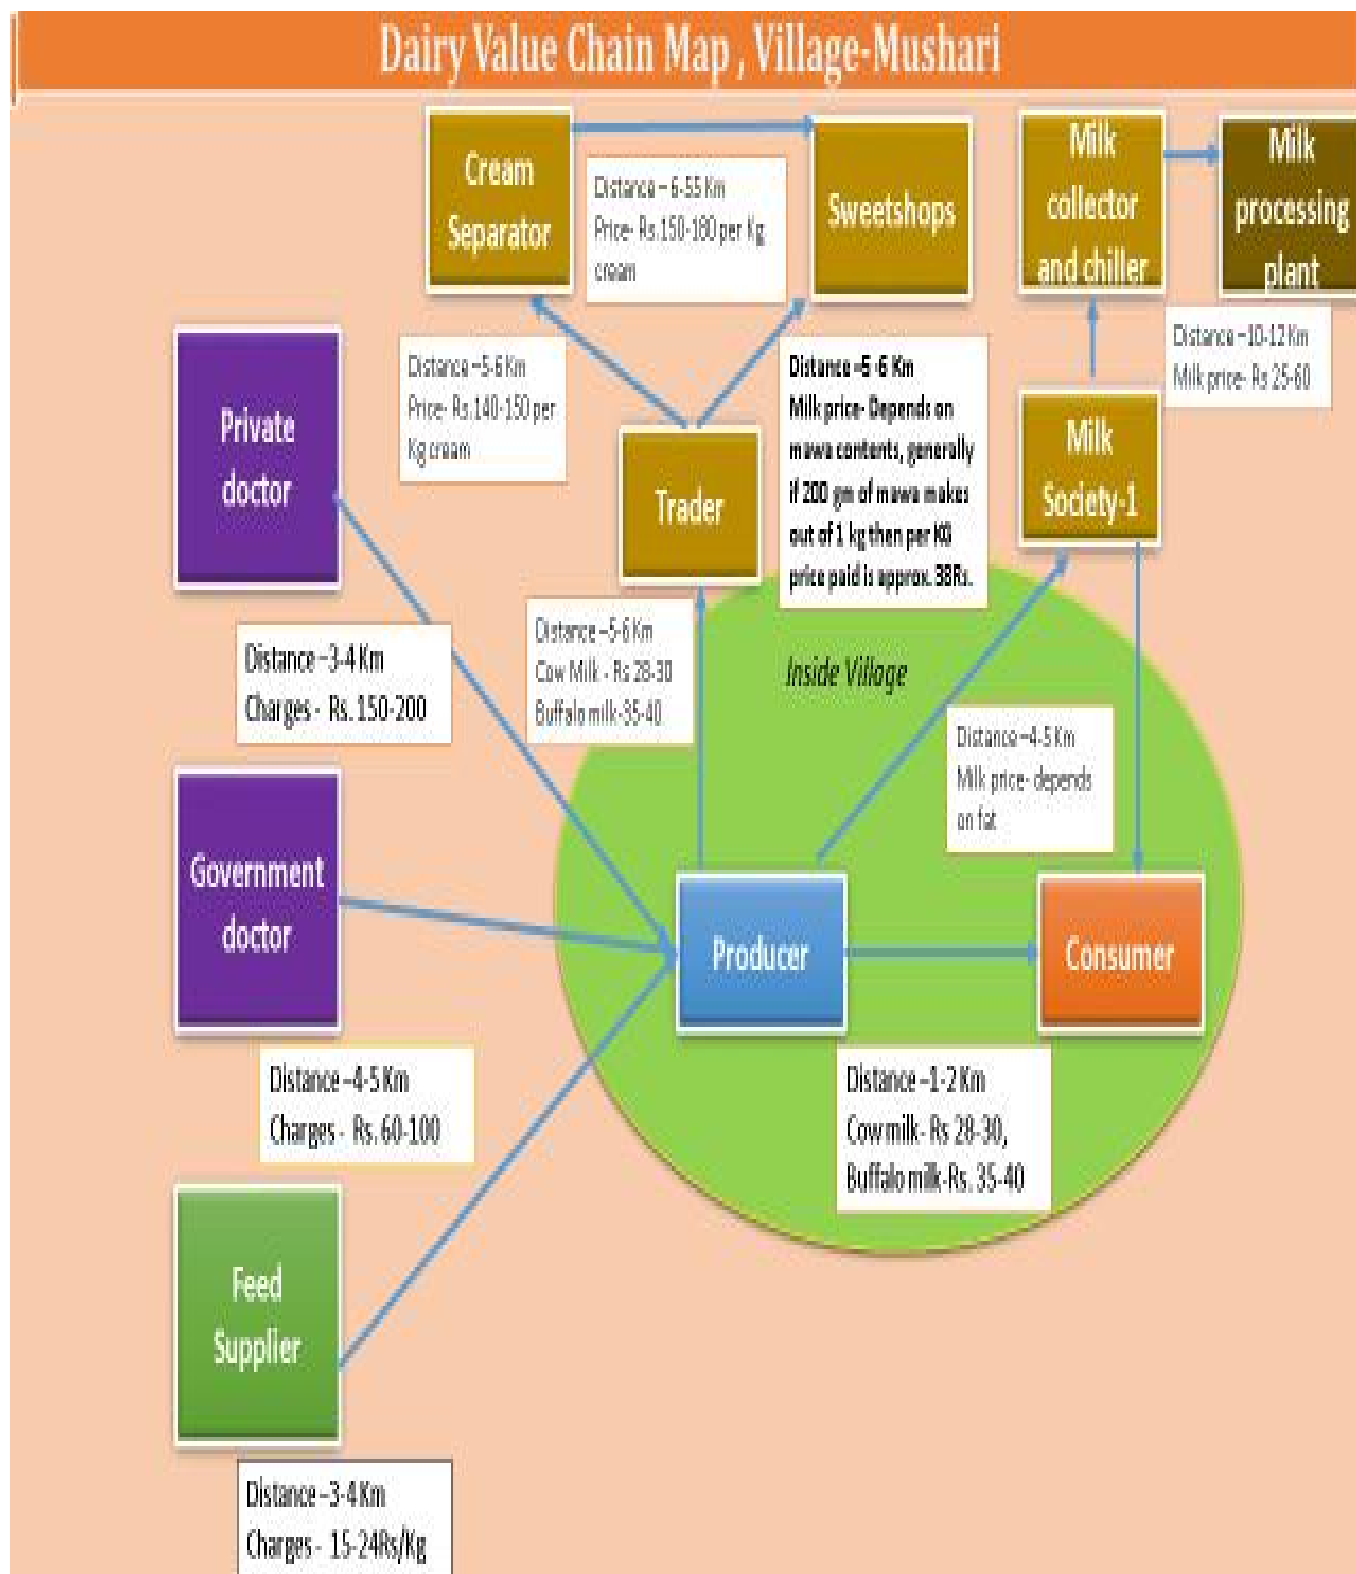 Dairy Value Chain Map , Village-Mushari
Cream
Separator
Distance – 6-55 Km
Price- Rs.150-180 per Kg
cream
Sweetshops
Milk
collector
and chiller
Milk
processing
plant
Distance –10-12 Km
Milk price- Rs 25-60
Private
doctor
Distance –5-6 Km
Price- Rs.140-150 per
Kg cream
Trader
Distance –5 -6 Km
Milk price- Depends on
mawa contents, generally
if 200 gm of mawa makes
out of 1 kg then per KG
price paid is approx. 38Rs.
Milk
Society-1
Distance –3-4 Km
Charges - Rs. 150-200
Distance –5-6 Km
Cow Milk - Rs 28-30
Buffalo milk-35-40
Inside Village
Distance –4-5 Km
Milk price- depends
on fat
Government
doctor
Producer
Consumer
Distance –4-5 Km
Charges - Rs. 60-100
Distance –1-2 Km
Cow milk- Rs 28-30,
Buffalo milk-Rs. 35-40
Feed
Supplier
Distance –3-4 Km
Charges - 15-24Rs/Kg